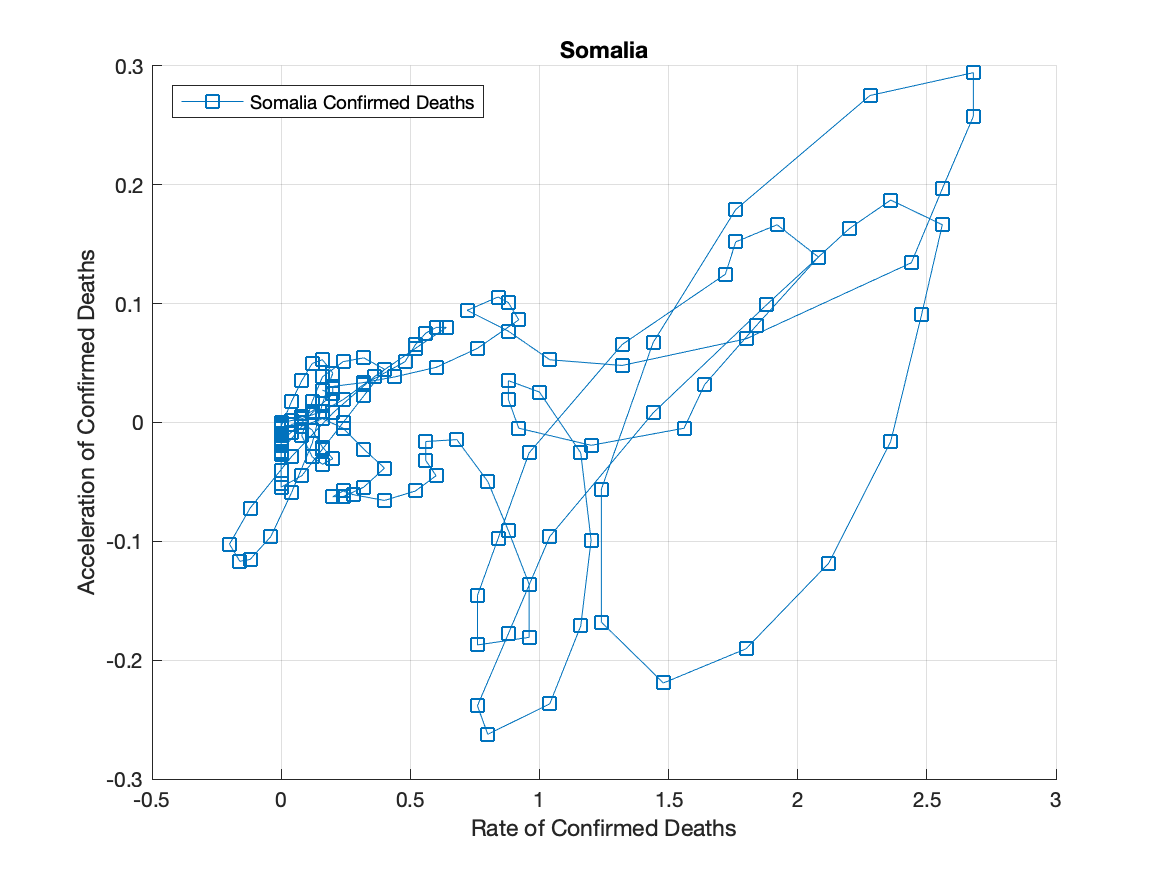 Somalia
Somalia Confirmed Deaths
0.3
0.2
0.1
0
-0.1
-0.2
-0.3
Acceleration of Confirmed Deaths
-0.5 0 0.5 1 1.5 2 2.5 3
Rate of Confirmed Deaths